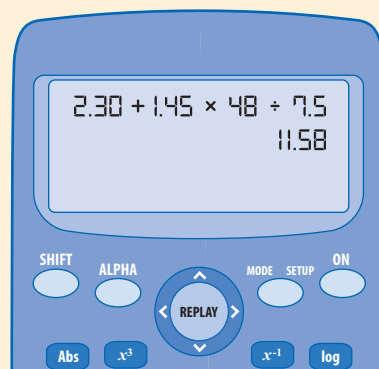 2.30 + 1.45 × 48 ÷ 7.5
11.58
SHIFT ALPHA MODE SETUP ON
REPLAY
Abs x³ x⁻¹ log